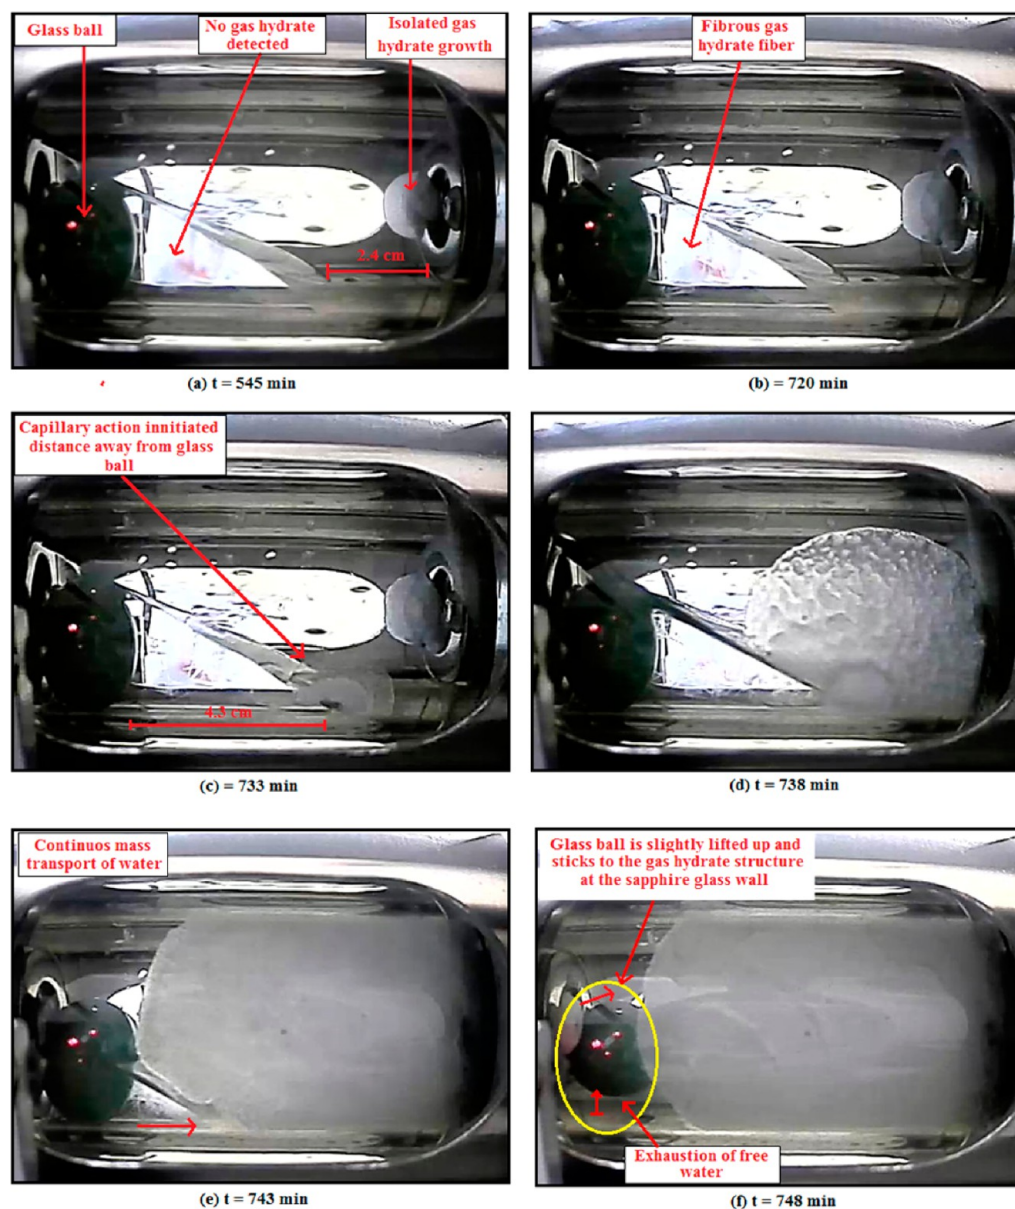 Glass ball
No gas hydrate
detected
Isolated gas
hydrate growth
2.4 cm
(a) t = 545 min
Fibrous gas
hydrate fiber
(b) = 720 min
Capillary action innitiated
distance away from glass
ball
4.3 cm
(c) = 733 min
(d) t = 738 min
Continuos mass
transport of water
(e) t = 743 min
Glass ball is slightly lifted up and
sticks to the gas hydrate structure
at the sapphire glass wall
Exhaustion of free
water
(f) t = 748 min